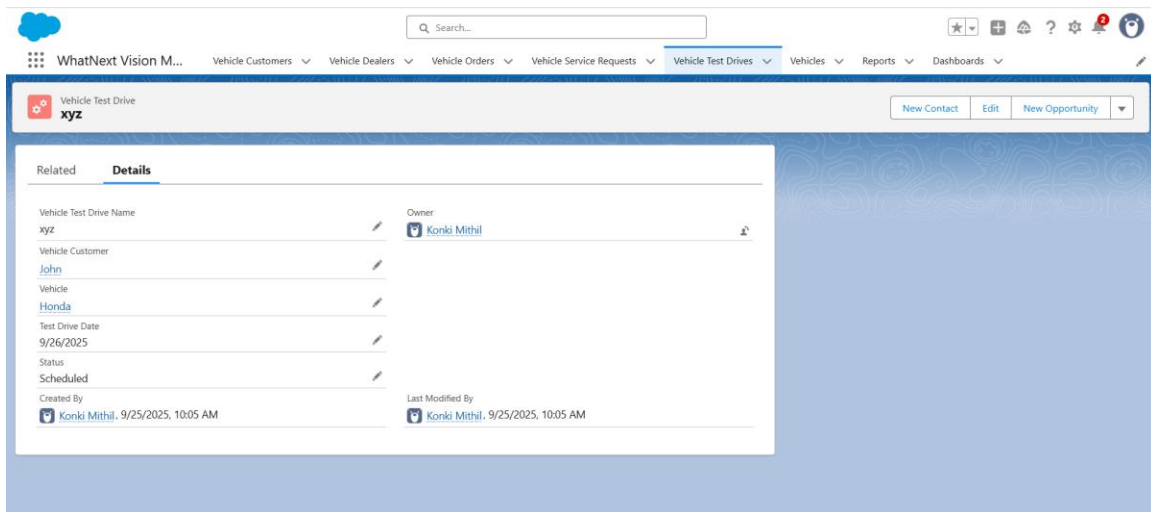 Search...
2
WhatNext Vision M... Vehicle Customers Vehicle Dealers Vehicle Orders Vehicle Service Requests Vehicle Test Drives Vehicles Reports Dashboards
Vehicle Test Drive
xyz
New Contact Edit New Opportunity
Related Details
Vehicle Test Drive Name Owner
xyz Konki Mithil
Vehicle Customer
John
Vehicle
Honda
Test Drive Date
9/26/2025
Status
Scheduled
Created By Last Modified By
Konki Mithil, 9/25/2025, 10:05 AM Konki Mithil, 9/25/2025, 10:05 AM